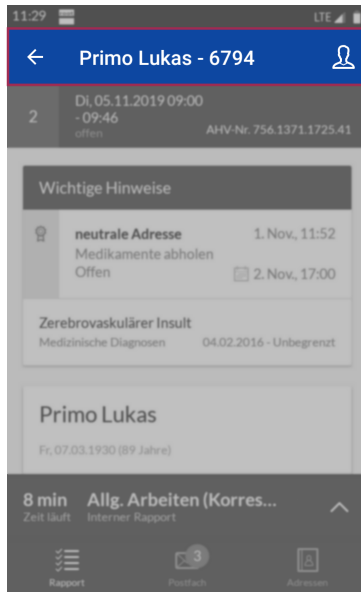 11:29
LTE
Primo Lukas - 6794
2
Di, 05.11.2019 09:00
- 09:46
offen
AHV-Nr. 756.1371.1725.41
Wichtige Hinweise
neutrale Adresse 1. Nov., 11:52
Medikamente abholen
Offen 2. Nov., 17:00
Zerebrovaskulärer Insult
Medizinische Diagnosen 04.02.2016 - Unbegrenzt
Primo Lukas
Fr, 07.03.1930 (89 Jahre)
8 min Allg. Arbeiten (Korres...
Zeit läuft Interner Rapport
3
Rapport Postfach Adressen